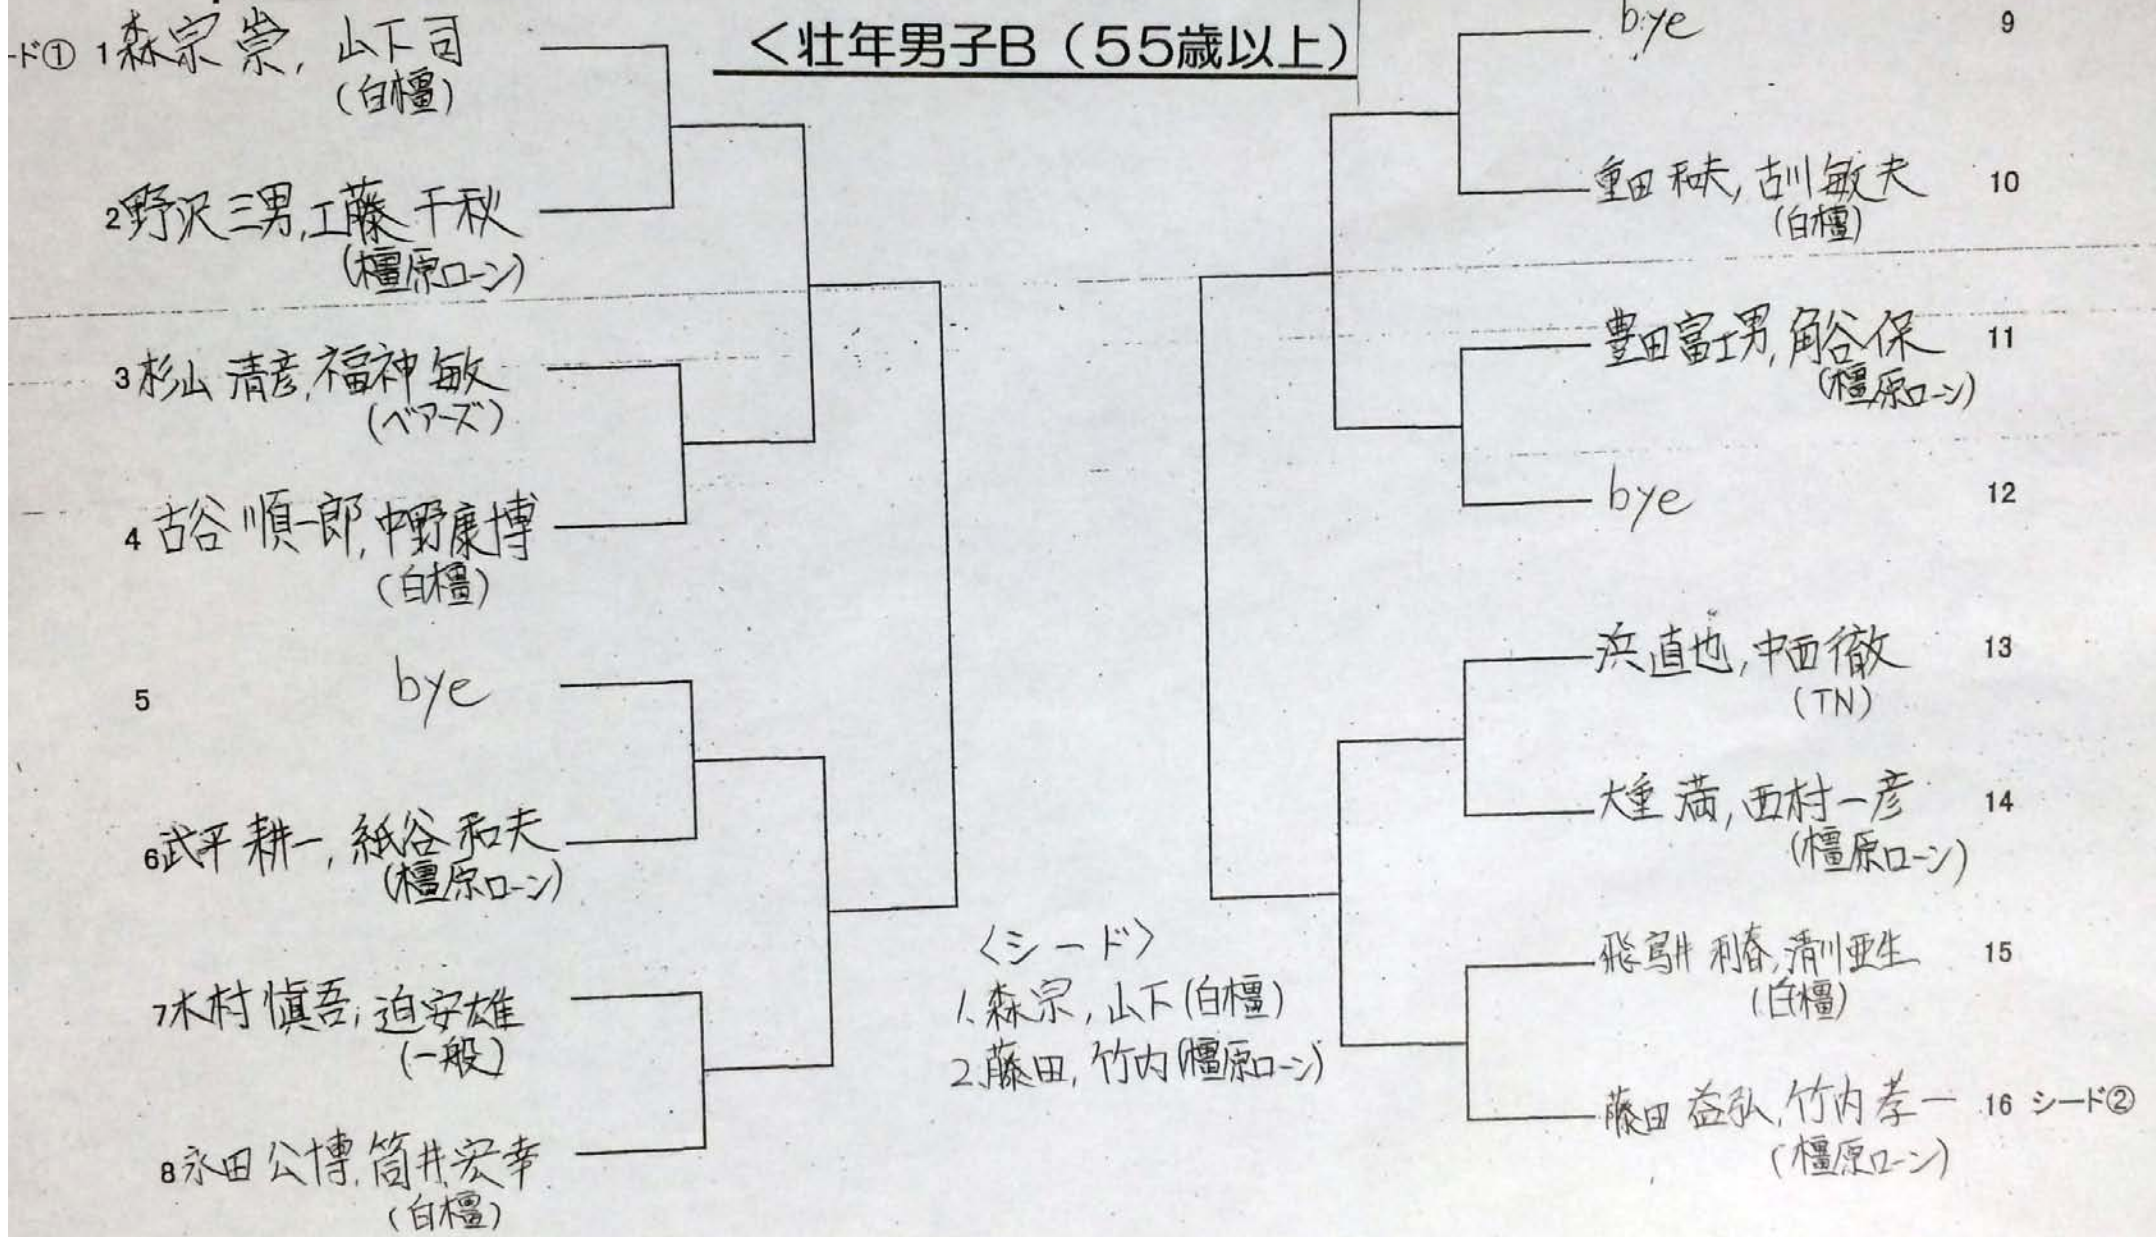 <壮年男子B(55歳以上)
-ド① 1 森宗 崇, 山下 司
(白橿)
2 野沢 三男, 工藤 千秋
(橿原ローン)
3 杉山 清彦, 福神 敏
(ベアーズ)
4 古谷 順一郎, 中野康博
(白橿)
5 bye
6 武平 耕一, 紙谷 和夫
(橿原ローン)
7 木村 慎吾, 迫安雄
(一般)
8 永田 公博, 筒井 宏幸
(白橿)
bye 9
重田 和夫, 古川 敏夫 10
(白橿)
豊田富士男, 角谷 保 11
(橿原ローン)
bye 12
浜 直也, 中西 徹 13
(TN)
大重 満, 西村 一彦 14
(橿原ローン)
飛鳥井 利春, 清川亜生 15
(白橿)
藤田 益弘, 竹内 孝一 16 シード②
(橿原ローン)
〈シード〉
1. 森宗, 山下 (白橿)
2. 藤田, 竹内 (橿原ローン)